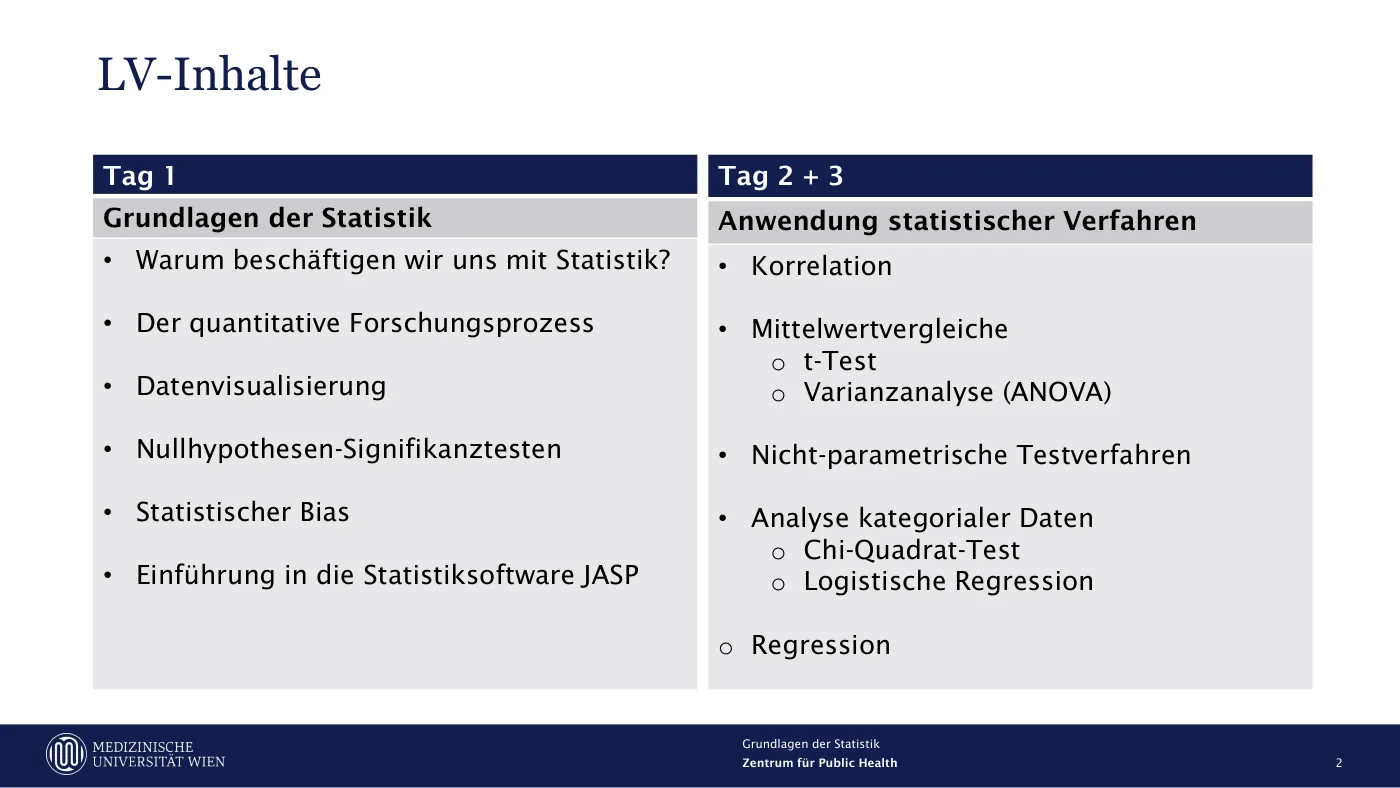 LV-Inhalte
Tag 1
Grundlagen der Statistik
• Warum beschäftigen wir uns mit Statistik?
• Der quantitative Forschungsprozess
• Datenvisualisierung
• Nullhypothesen-Signifikanztesten
• Statistischer Bias
• Einführung in die Statistiksoftware JASP
Tag 2 + 3
Anwendung statistischer Verfahren
• Korrelation
• Mittelwertvergleiche
o t-Test
o Varianzanalyse (ANOVA)
• Nicht-parametrische Testverfahren
• Analyse kategorialer Daten
o Chi-Quadrat-Test
o Logistische Regression
o Regression
MEDIZINISCHE
UNIVERSITÄT WIEN
Grundlagen der Statistik
Zentrum für Public Health
2